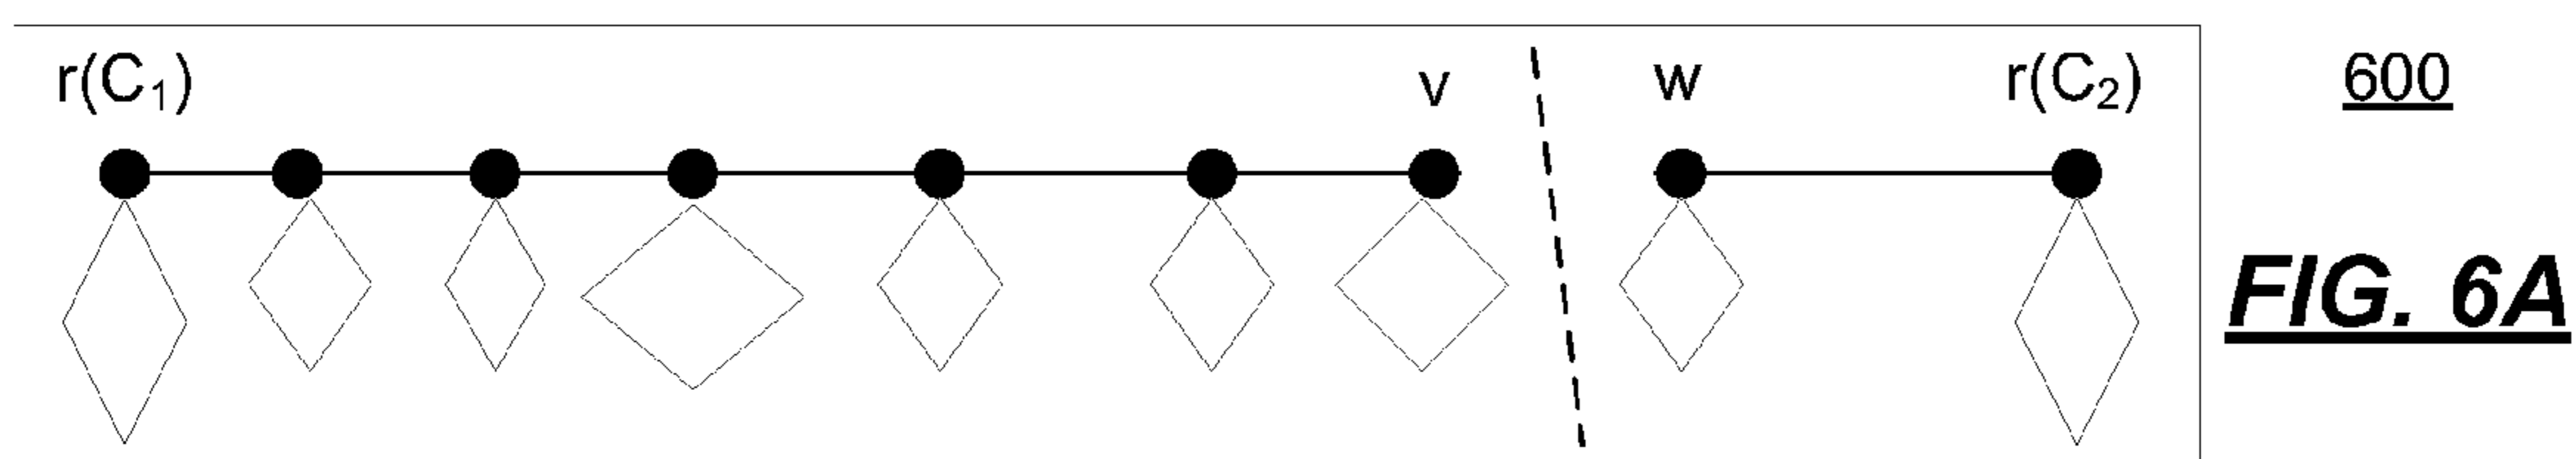 r(C₁) v w r(C₂) 600
FIG. 6A